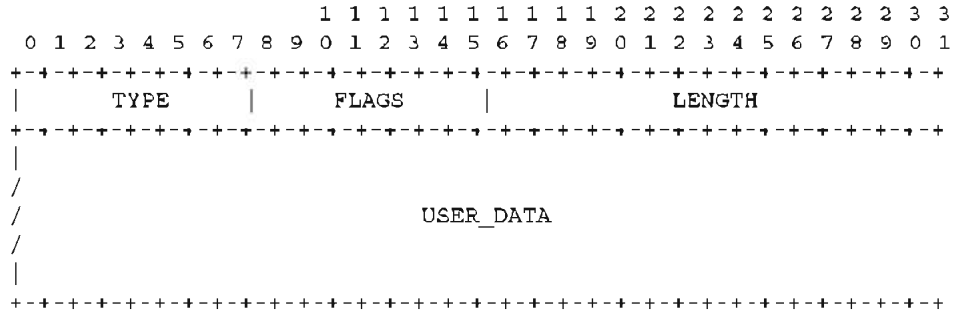 1 1 1 1 1 1 1 1 1 1 2 2 2 2 2 2 2 2 2 2 3 3
0 1 2 3 4 5 6 7 8 9 0 1 2 3 4 5 6 7 8 9 0 1 2 3 4 5 6 7 8 9 0 1
+-+-+-+-+-+-+-+-+-+-+-+-+-+-+-+-+-+-+-+-+-+-+-+-+-+-+-+-+-+-+-+-+
| TYPE | FLAGS | LENGTH
+-+-+-+-+-+-+-+-+-+-+-+-+-+-+-+-+-+-+-+-+-+-+-+-+-+-+-+-+-+-+-+-+
|
/
/ USER_DATA
/
|
+-+-+-+-+-+-+-+-+-+-+-+-+-+-+-+-+-+-+-+-+-+-+-+-+-+-+-+-+-+-+-+-+